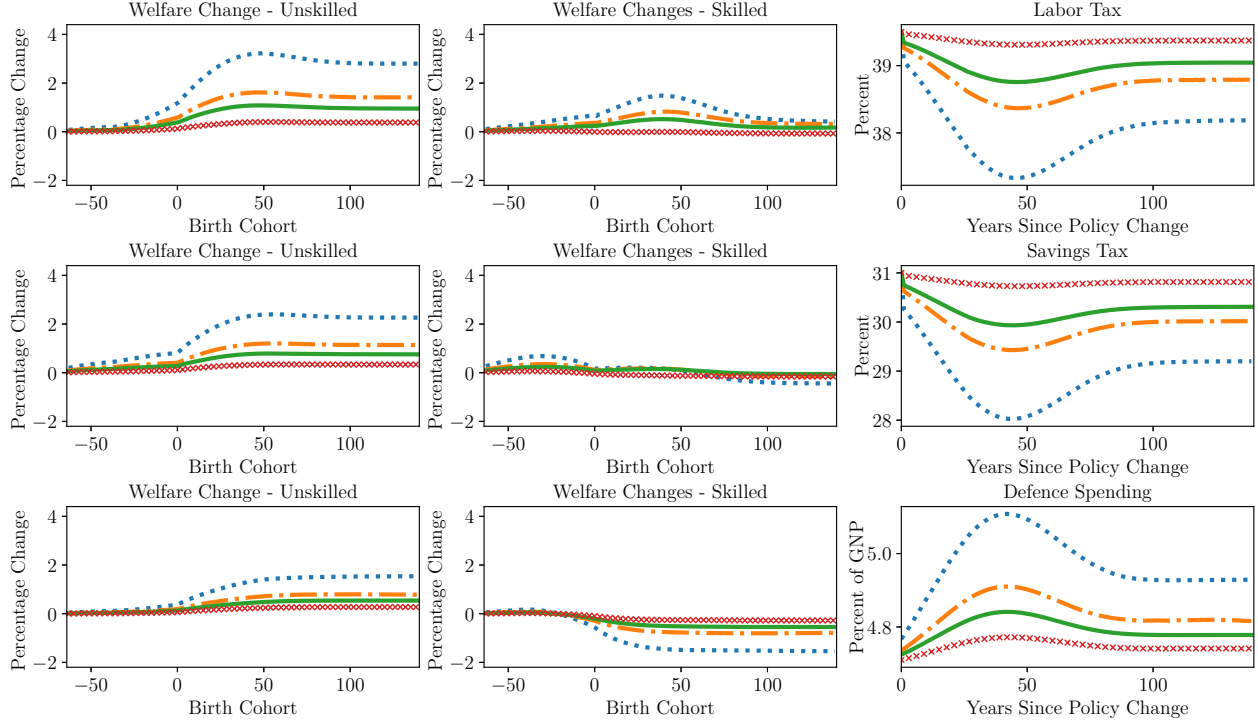 Welfare Change - Unskilled
Percentage Change
4
2
0
−2
−50
0
50
100
Birth Cohort
Welfare Changes - Skilled
Percentage Change
4
2
0
−2
−50
0
50
100
Birth Cohort
Labor Tax
Percent
39
38
0
50
100
Years Since Policy Change
Welfare Change - Unskilled
Percentage Change
4
2
0
−2
−50
0
50
100
Birth Cohort
Welfare Changes - Skilled
Percentage Change
4
2
0
−2
−50
0
50
100
Birth Cohort
Savings Tax
Percent
31
30
29
28
0
50
100
Years Since Policy Change
Welfare Change - Unskilled
Percentage Change
4
2
0
−2
−50
0
50
100
Birth Cohort
Welfare Changes - Skilled
Percentage Change
4
2
0
−2
−50
0
50
100
Birth Cohort
Defence Spending
Percent of GNP
5.0
4.8
0
50
100
Years Since Policy Change